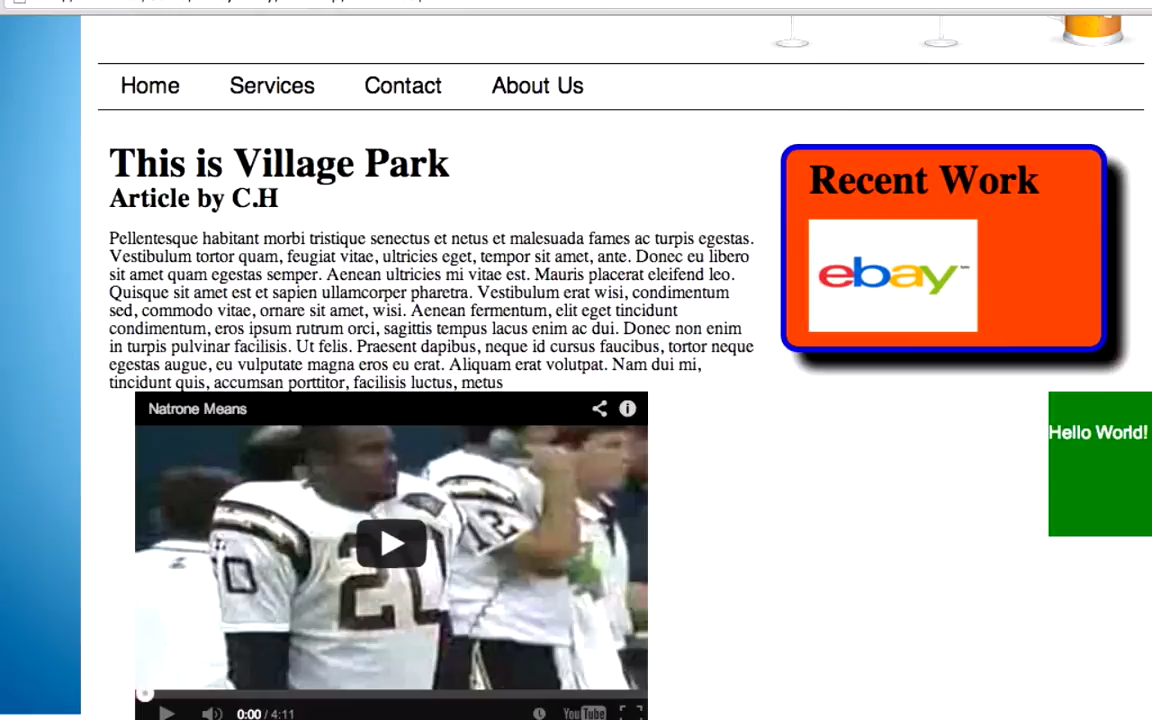 Home Services Contact About Us
This is Village Park
Article by C.H
Pellentesque habitant morbi tristique senectus et netus et malesuada fames ac turpis egestas.
Vestibulum tortor quam, feugiat vitae, ultricies eget, tempor sit amet, ante. Donec eu libero
sit amet quam egestas semper. Aenean ultricies mi vitae est. Mauris placerat eleifend leo.
Quisque sit amet est et sapien ullamcorper pharetra. Vestibulum erat wisi, condimentum
sed, commodo vitae, ornare sit amet, wisi. Aenean fermentum, elit eget tincidunt
condimentum, eros ipsum rutrum orci, sagittis tempus lacus enim ac dui. Donec non enim
in turpis pulvinar facilisis. Ut felis. Praesent dapibus, neque id cursus faucibus, tortor neque
egestas augue, eu vulputate magna eros eu erat. Aliquam erat volutpat. Nam dui mi,
tincidunt quis, accumsan porttitor, facilisis luctus, metus
Recent Work
ebay™
Natrone Means
Hello World!
20
0:00 / 4:11
YouTube